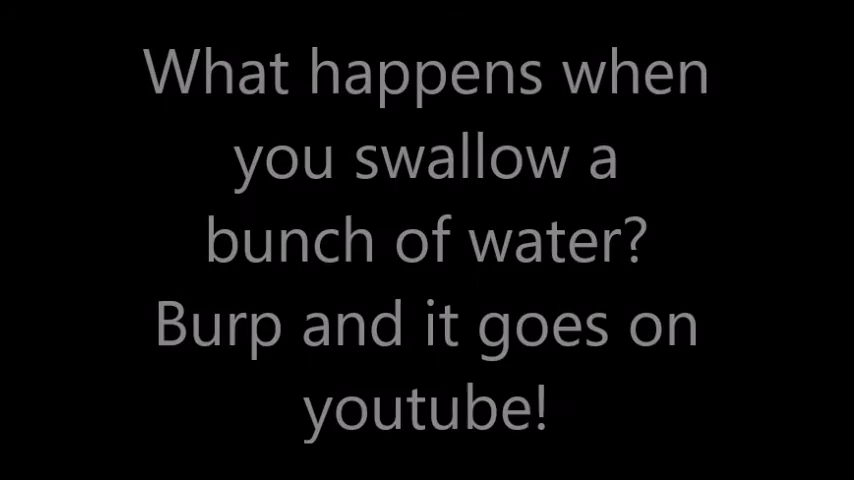 What happens when
you swallow a
bunch of water?
Burp and it goes on
youtube!